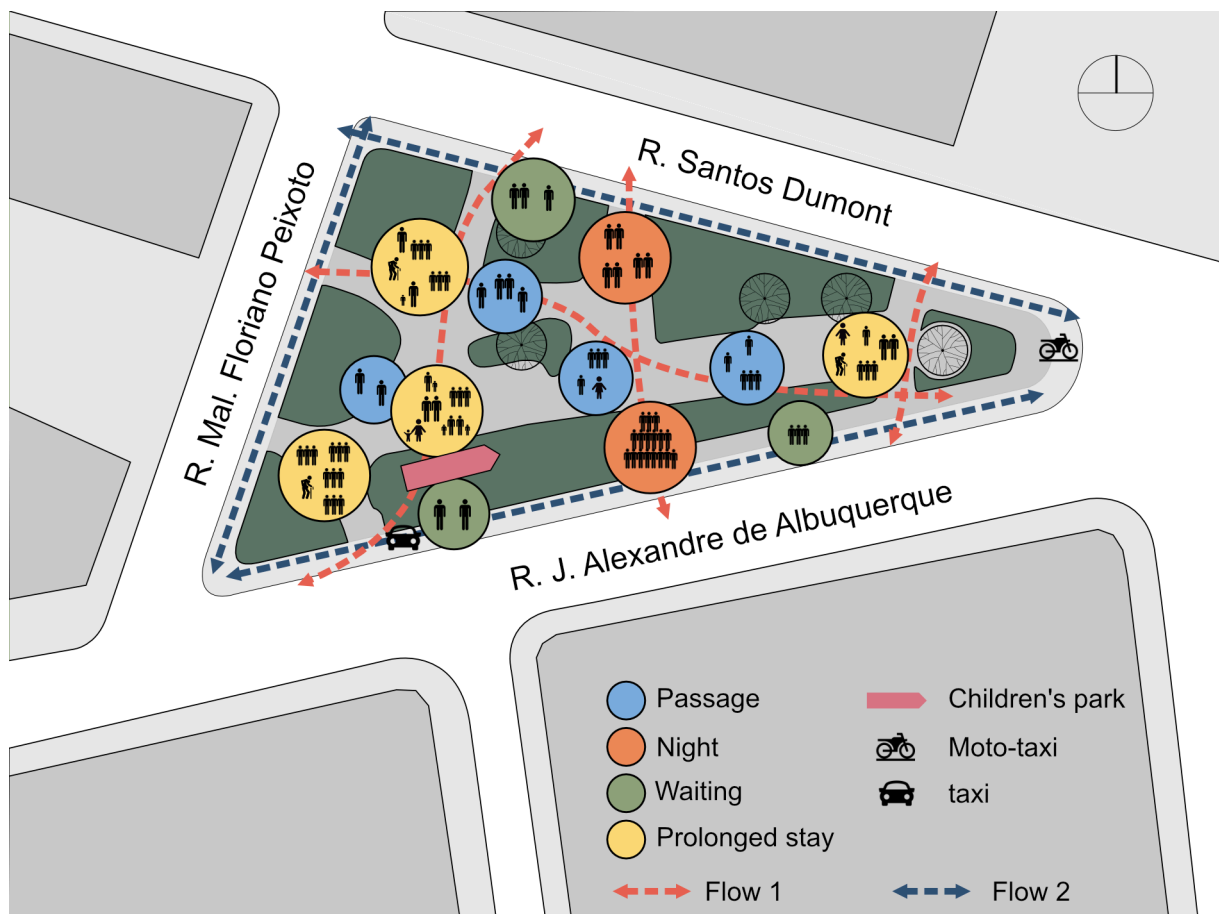 R. Santos Dumont
R. Mal. Floriano Peixoto
R. J. Alexandre de Albuquerque
Passage
Night
Waiting
Prolonged stay
Flow 1
Children's park
Moto-taxi
taxi
Flow 2